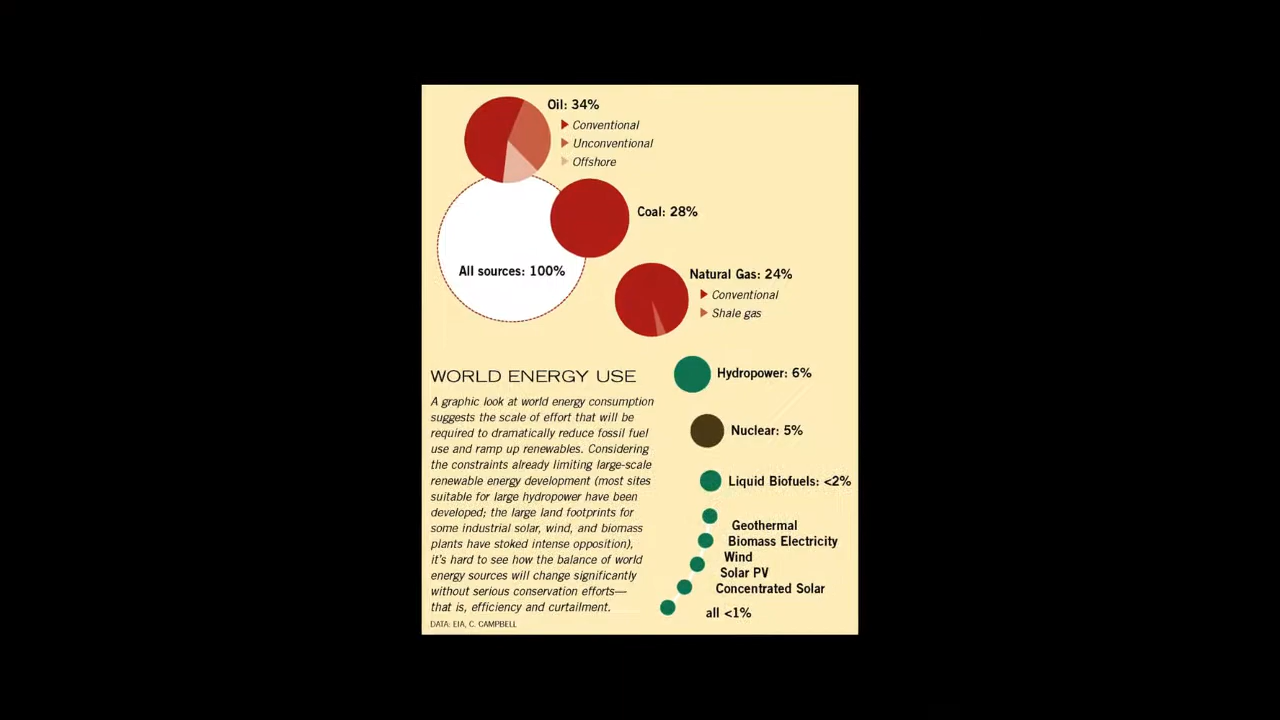 Oil: 34%
Conventional
Unconventional
Offshore
Coal: 28%
All sources: 100%
Natural Gas: 24%
Conventional
Shale gas
Hydropower: 6%
Nuclear: 5%
Liquid Biofuels: <2%
Geothermal
Biomass Electricity
Wind
Solar PV
Concentrated Solar
all <1%
WORLD ENERGY USE
A graphic look at world energy consumption
suggests the scale of effort that will be
required to dramatically reduce fossil fuel
use and ramp up renewables. Considering
the constraints already limiting large-scale
renewable energy development (most sites
suitable for large hydropower have been
developed; the large land footprints for
some industrial solar, wind, and biomass
plants have stoked intense opposition),
it's hard to see how the balance of world
energy sources will change significantly
without serious conservation efforts—
that is, efficiency and curtailment.
DATA: EIA, C. CAMPBELL